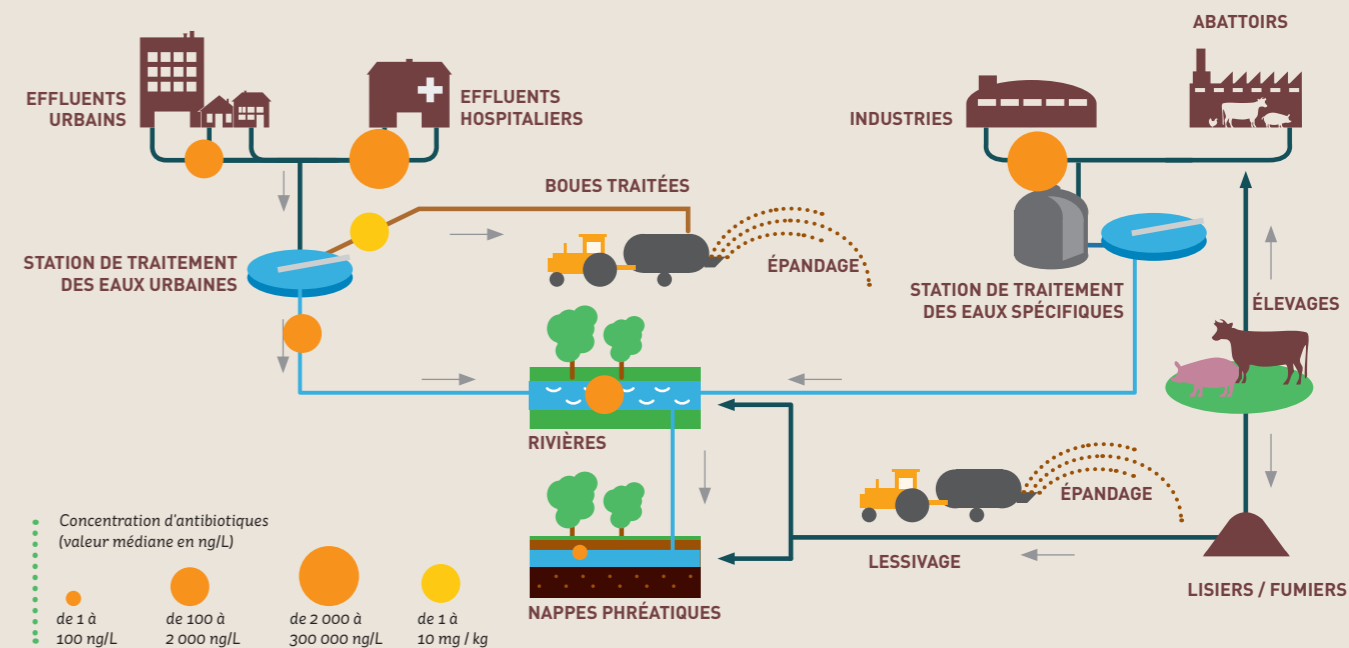 ABATTOIRS
EFFLUENTS
URBAINS
EFFLUENTS
HOSPITALIERS
INDUSTRIES
BOUES TRAITÉES
STATION DE TRAITEMENT
DES EAUX URBAINES
ÉPANDAGE
STATION DE TRAITEMENT
DES EAUX SPÉCIFIQUES
ÉLEVAGES
RIVIÈRES
ÉPANDAGE
LESSIVAGE
LISIERS / FUMIERS
NAPPES PHRÉATIQUES
Concentration d'antibiotiques
(valeur médiane en ng/L)
de 1 à
100 ng/L
de 100 à
2 000 ng/L
de 2 000 à
300 000 ng/L
de 1 à
10 mg / kg